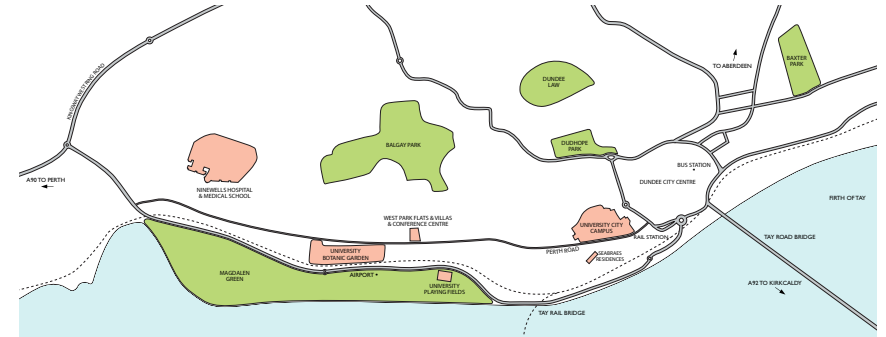 KINGSWAY WEST RING ROAD
TO ABERDEEN
BAXTER
PARK
DUNDEE
LAW
BALGAY PARK
DUDHOPE
PARK
BUS STATION
DUNDEE CITY CENTRE
A90 TO PERTH
NINEWELLS HOSPITAL
& MEDICAL SCHOOL
FIRTH OF TAY
WEST PARK FLATS & VILLAS
& CONFERENCE CENTRE
UNIVERSITY CITY
CAMPUS
RAIL STATION
TAY ROAD BRIDGE
PERTH ROAD
UNIVERSITY
BOTANIC GARDEN
SEABRAES
RESIDENCES
MAGDALEN
GREEN
AIRPORT
UNIVERSITY
PLAYING FIELDS
A92 TO KIRKCALDY
TAY RAIL BRIDGE